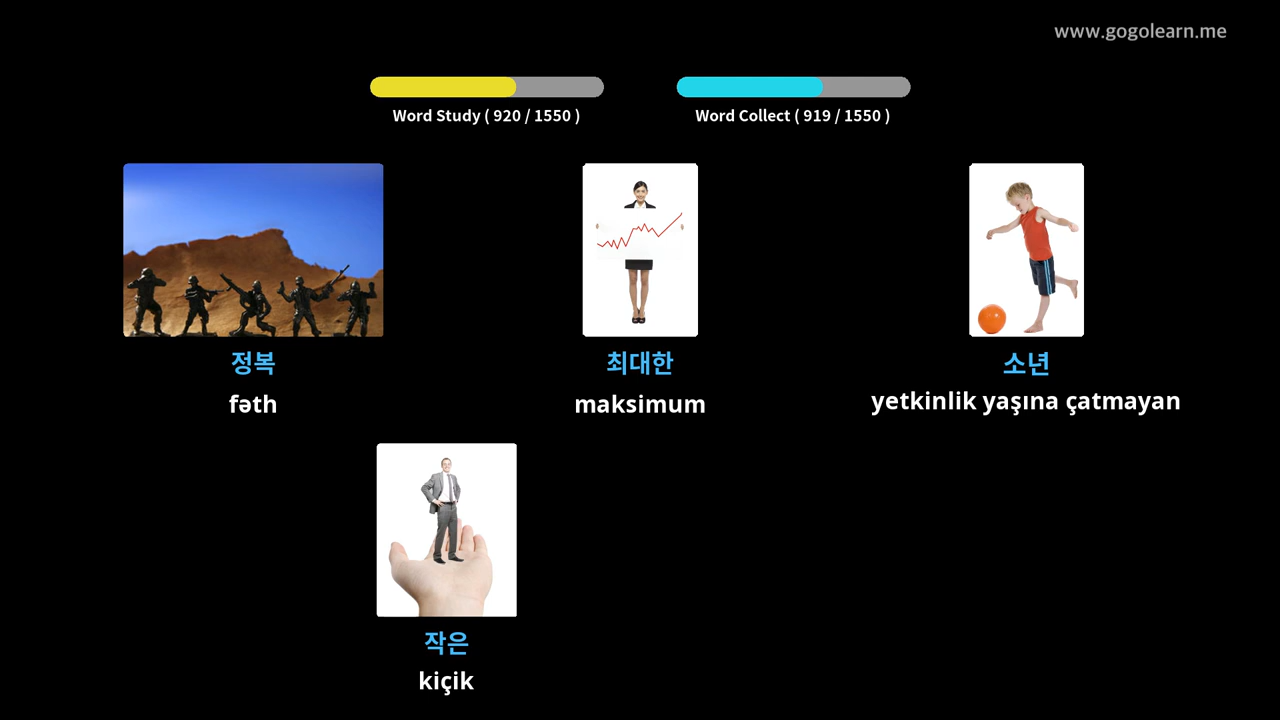 www.gogolearn.me
Word Study ( 920 / 1550 )
Word Collect ( 919 / 1550 )
정복
fəth
최대한
maksimum
소년
yetkinlik yaşına çatmayan
작은
kiçik